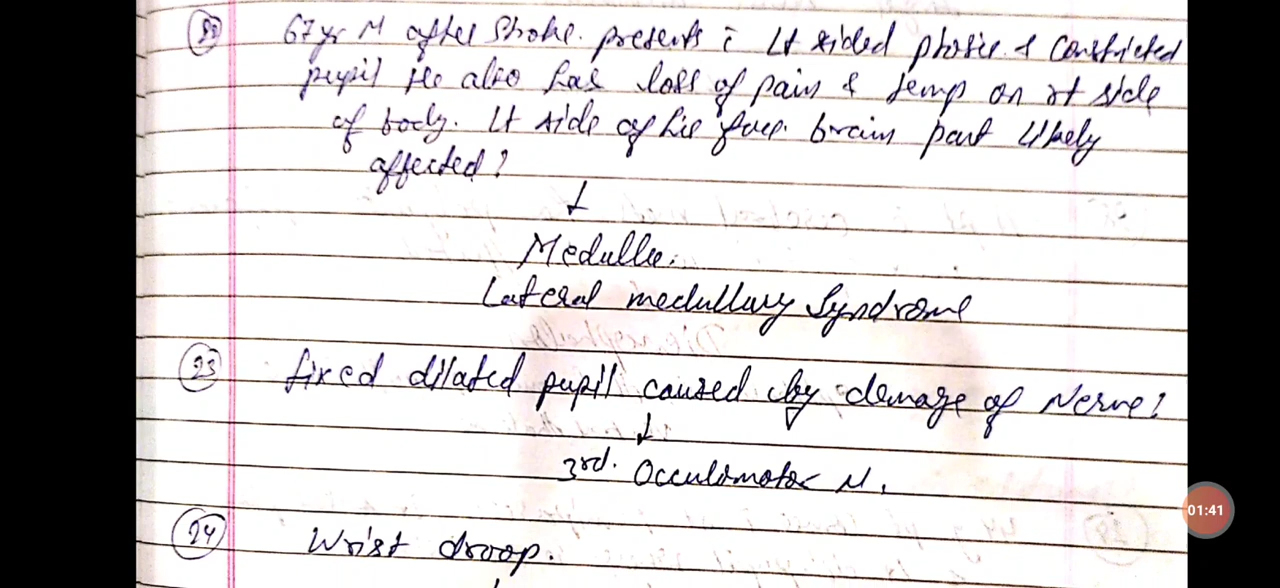 67yr M after Stroke. presents c̄ Lt sided ptosis & Constricted
pupil He also has loss of pain & temp on rt side
of body. Lt side of his face. brain part likely
affected?
↓
Medulla.
Lateral medullary Syndrome
23 fixed dilated pupil caused by damage of Nerve?
↓
3rd. Occulomotor N.
24 Wrist droop.
01:41